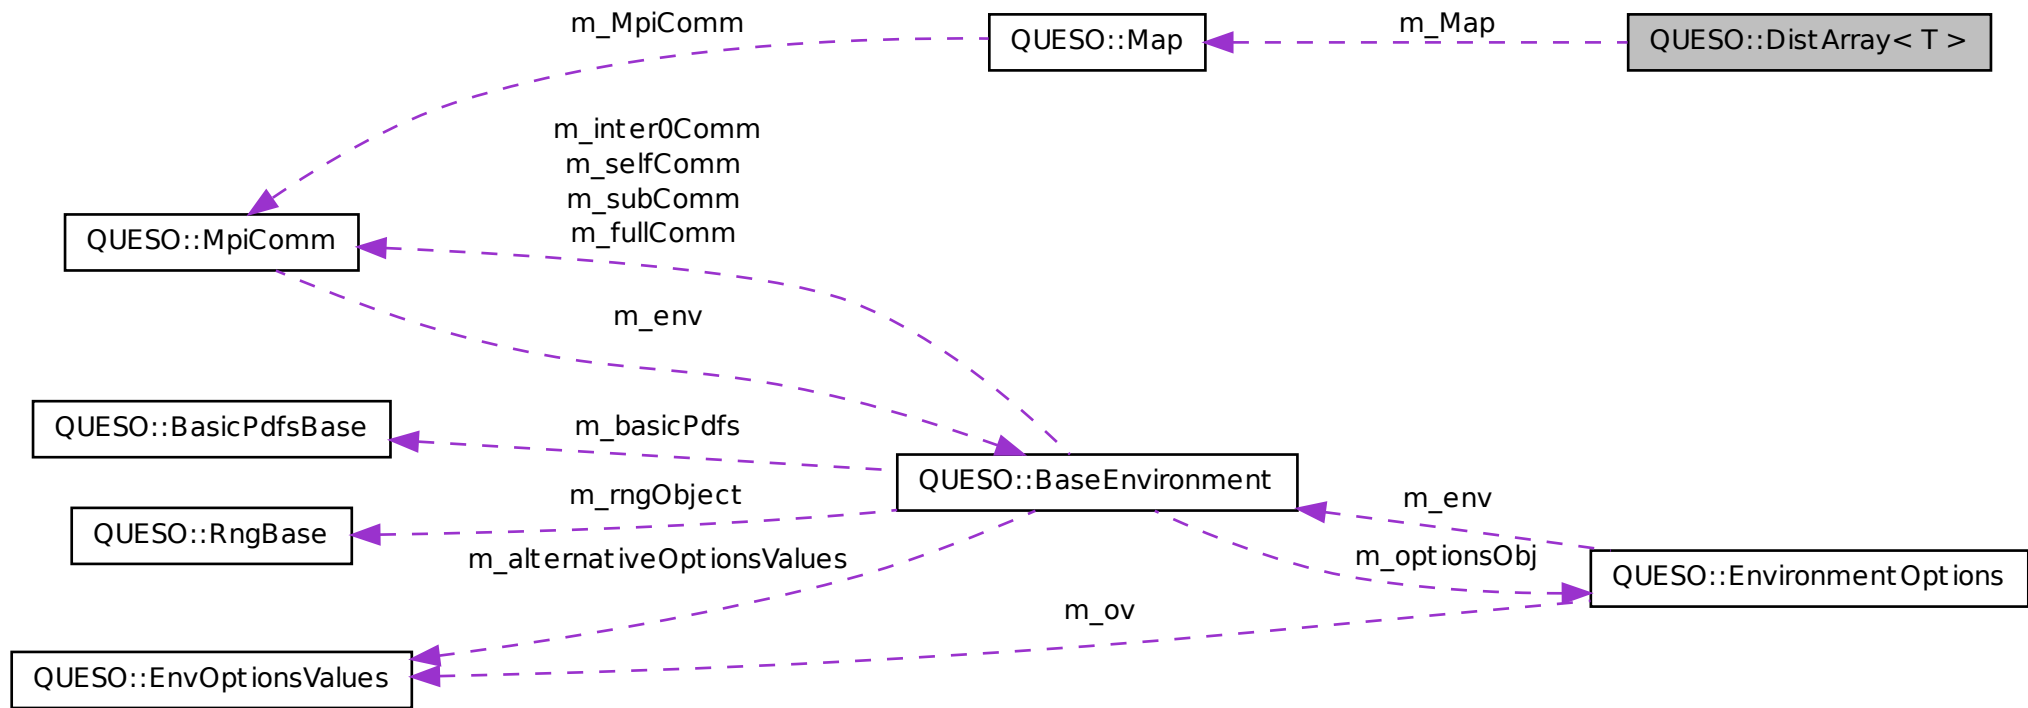 m_MpiComm
QUESO::Map
m_Map
QUESO::DistArray< T >
m_inter0Comm
m_selfComm
m_subComm
m_fullComm
QUESO::MpiComm
m_env
QUESO::BasicPdfsBase
m_basicPdfs
QUESO::BaseEnvironment
m_rngObject
m_env
QUESO::RngBase
m_alternativeOptionsValues
m_optionsObj
QUESO::EnvironmentOptions
m_ov
QUESO::EnvOptionsValues